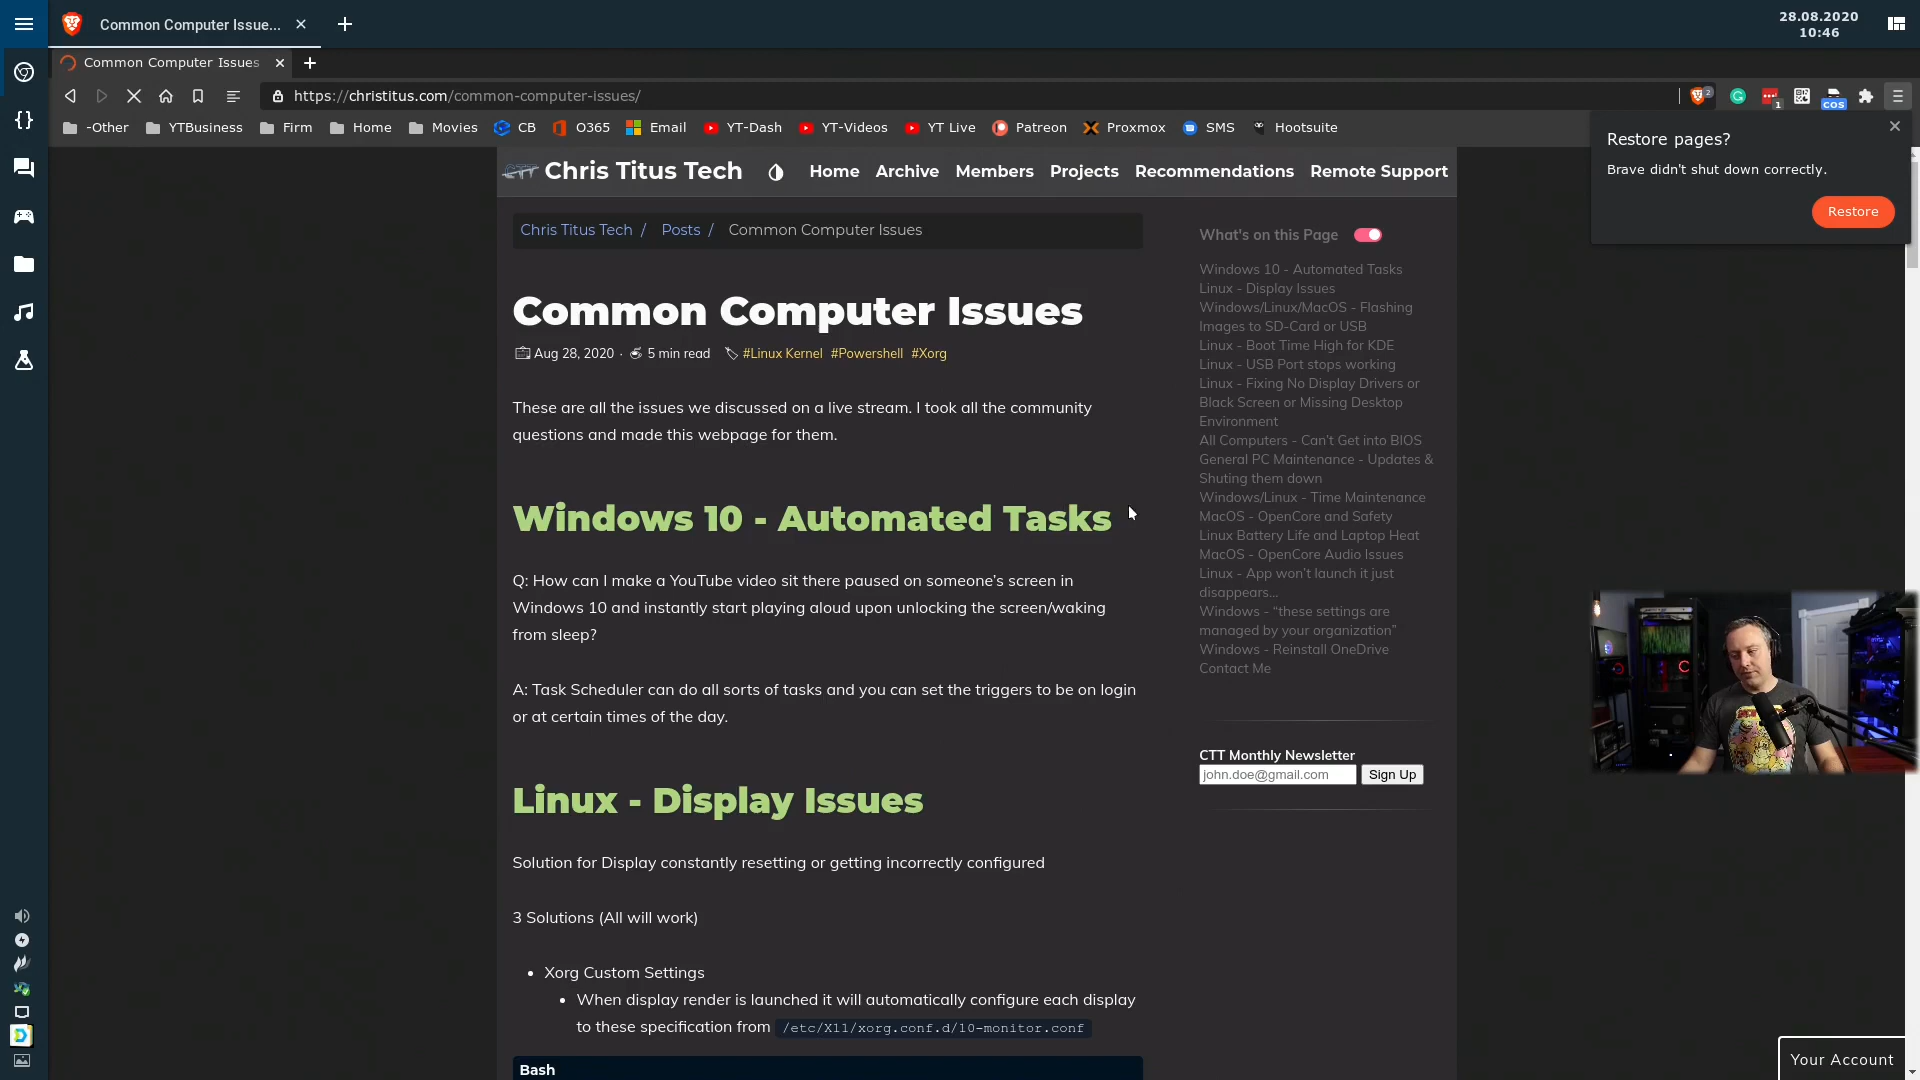 Common Computer Issue...
28.08.2020
10:46
Common Computer Issues
https://christitus.com/common-computer-issues/
2
1
COS
-Other
YTBusiness
Firm
Home
Movies
CB
O365
Email
YT-Dash
YT-Videos
YT Live
Patreon
Proxmox
SMS
Hootsuite
Restore pages?
Brave didn't shut down correctly.
Restore
CTT Chris Titus Tech
Home
Archive
Members
Projects
Recommendations
Remote Support
Chris Titus Tech / Posts / Common Computer Issues
Common Computer Issues
Aug 28, 2020 · 5 min read #Linux Kernel #Powershell #Xorg
These are all the issues we discussed on a live stream. I took all the community
questions and made this webpage for them.
Windows 10 - Automated Tasks
Q: How can I make a YouTube video sit there paused on someone’s screen in
Windows 10 and instantly start playing aloud upon unlocking the screen/waking
from sleep?
A: Task Scheduler can do all sorts of tasks and you can set the triggers to be on login
or at certain times of the day.
Linux - Display Issues
Solution for Display constantly resetting or getting incorrectly configured
3 Solutions (All will work)
• Xorg Custom Settings
• When display render is launched it will automatically configure each display
to these specification from /etc/X11/xorg.conf.d/10-monitor.conf
Bash
What's on this Page
Windows 10 - Automated Tasks
Linux - Display Issues
Windows/Linux/MacOS - Flashing
Images to SD-Card or USB
Linux - Boot Time High for KDE
Linux - USB Port stops working
Linux - Fixing No Display Drivers or
Black Screen or Missing Desktop
Environment
All Computers - Can’t Get into BIOS
General PC Maintenance - Updates &
Shuting them down
Windows/Linux - Time Maintenance
MacOS - OpenCore and Safety
Linux Battery Life and Laptop Heat
MacOS - OpenCore Audio Issues
Linux - App won’t launch it just
disappears…
Windows - “these settings are
managed by your organization”
Windows - Reinstall OneDrive
Contact Me
CTT Monthly Newsletter
john.doe@gmail.com
Sign Up
Your Account